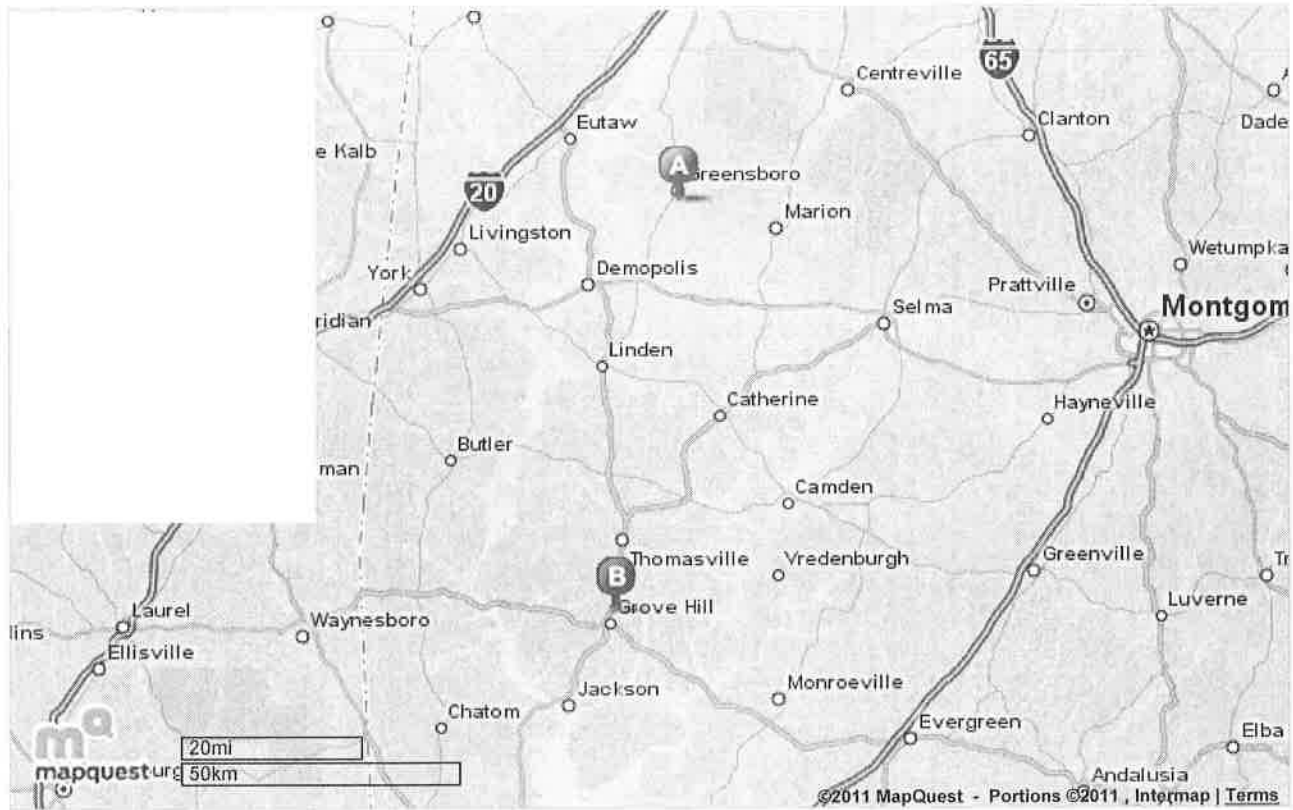 65
Centreville
Clanton
Dade
Eutaw
e Kalb
A
Greensboro
20
Marion
Livingston
Wetumpka
York
Demopolis
Prattville
Selma
Montgom
ridian
Linden
Catherine
Hayneville
Butler
man
Camden
Thomasville
Vredenburgh
Greenville
B
Grove Hill
Laurel
Waynesboro
Luverne
lins
Ellisville
Jackson
Monroeville
Chatom
Evergreen
Elba
mq
20mi
mapquest
urg
50km
Andalusia
©2011 MapQuest - Portions ©2011 , Intermap | Terms